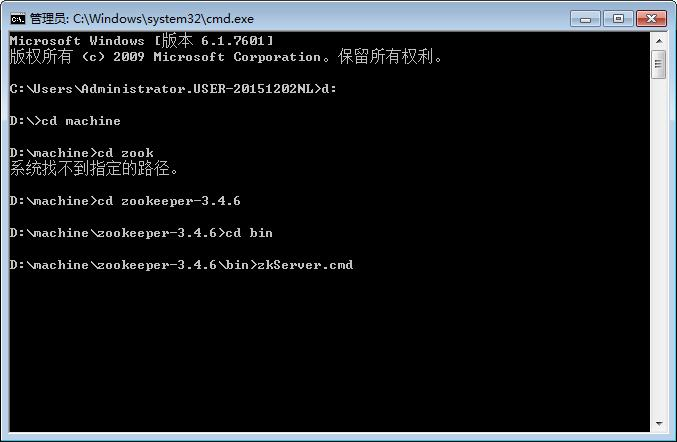 管理员: C:\Windows\system32\cmd.exe
Microsoft Windows [版本 6.1.7601]
版权所有 (c) 2009 Microsoft Corporation。保留所有权利。
C:\Users\Administrator.USER-20151202NL>d:
D:\>cd machine
D:\machine>cd zook
系统找不到指定的路径。
D:\machine>cd zookeeper-3.4.6
D:\machine\zookeeper-3.4.6>cd bin
D:\machine\zookeeper-3.4.6\bin>zkServer.cmd